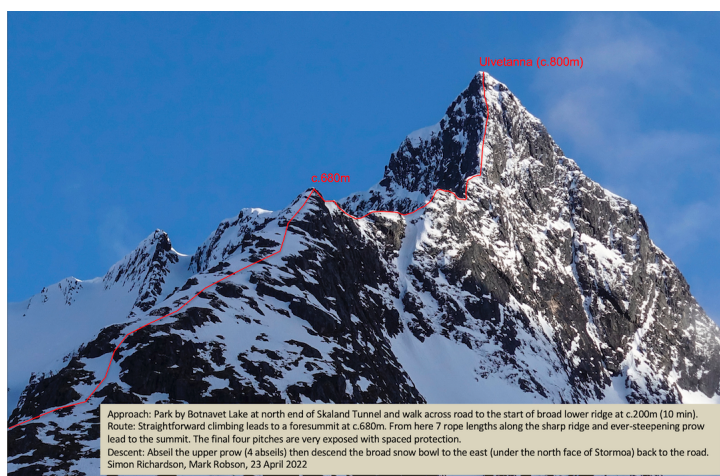 Ulvetanna (c.800m)
c.680m
Approach: Park by Botnavet Lake at north end of Skaland Tunnel and walk across road to the start of broad lower ridge at c.200m (10 min).
Route: Straightforward climbing leads to a foresummit at c.680m. From here 7 rope lengths along the sharp ridge and ever-steepening prow
lead to the summit. The final four pitches are very exposed with spaced protection.
Descent: Abseil the upper prow (4 abseils) then descend the broad snow bowl to the east (under the north face of Stormoa) back to the road.
Simon Richardson, Mark Robson, 23 April 2022